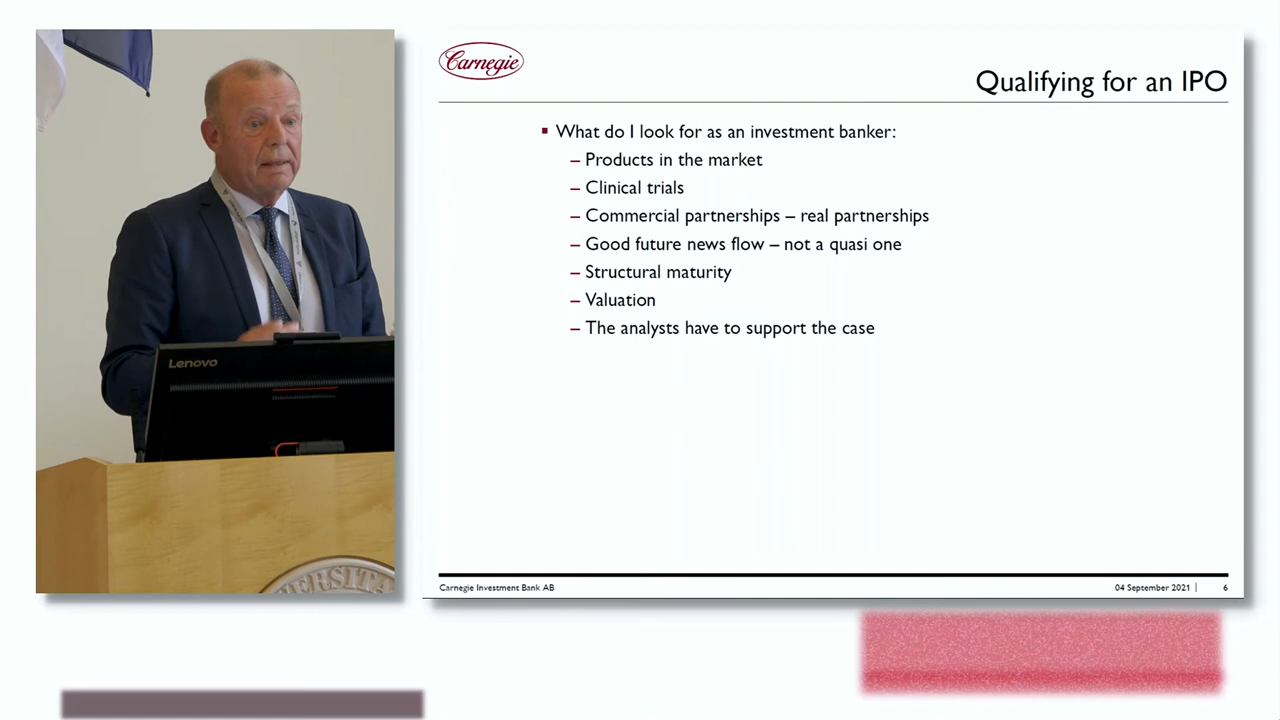 Carnegie
Qualifying for an IPO
What do I look for as an investment banker:
– Products in the market
– Clinical trials
– Commercial partnerships – real partnerships
– Good future news flow – not a quasi one
– Structural maturity
– Valuation
– The analysts have to support the case
Lenovo
ERSITA
Carnegie Investment Bank AB
04 September 2021 |
6